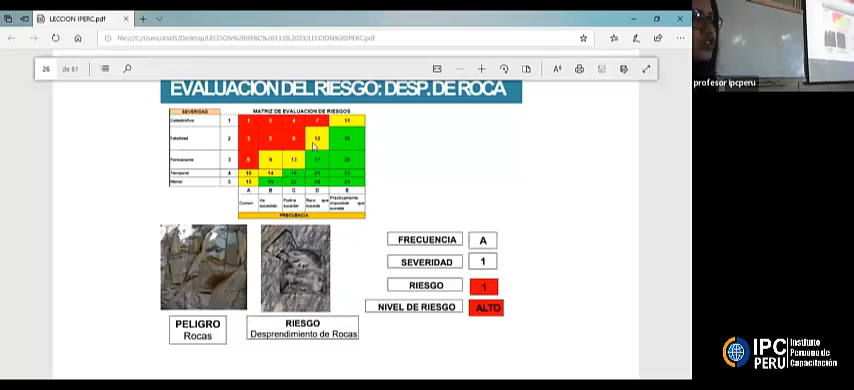 LECCION IPERC.pdf
file:///C:/Users/ASUS/Desktop/LECCION%20IPERC%2013.05.2023/LECCION%20IPERC.pdf
26 de 81
profesor ipcperu
EVALUACION DEL RIESGO: DESP. DE ROCA
SEVERIDAD MATRIZ DE EVALUACION DE RIESGOS
Catastrófico 1 1 2 4 7 11
Fatalidad 2 3 5 8 12 16
Permanente 3 6 9 13 17 20
Temporal 4 10 14 18 21 23
Menor 5 15 19 22 24 25
A B C D E
Común Ha sucedido Podría suceder Raro que suceda Prácticamente imposible que suceda
FRECUENCIA
FRECUENCIA A
SEVERIDAD 1
RIESGO 1
NIVEL DE RIESGO ALTO
PELIGRO
Rocas
RIESGO
Desprendimiento de Rocas
IPC
PERU
Instituto
Peruano de
Capacitación